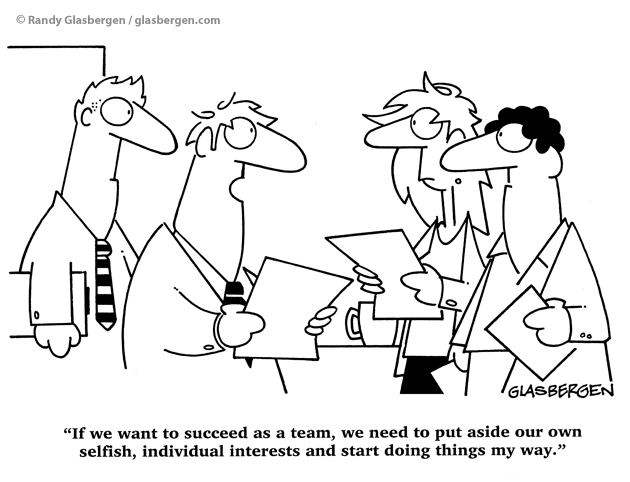 © Randy Glasbergen / glasbergen.com
GLASBERGEN
“If we want to succeed as a team, we need to put aside our own
selfish, individual interests and start doing things my way.”